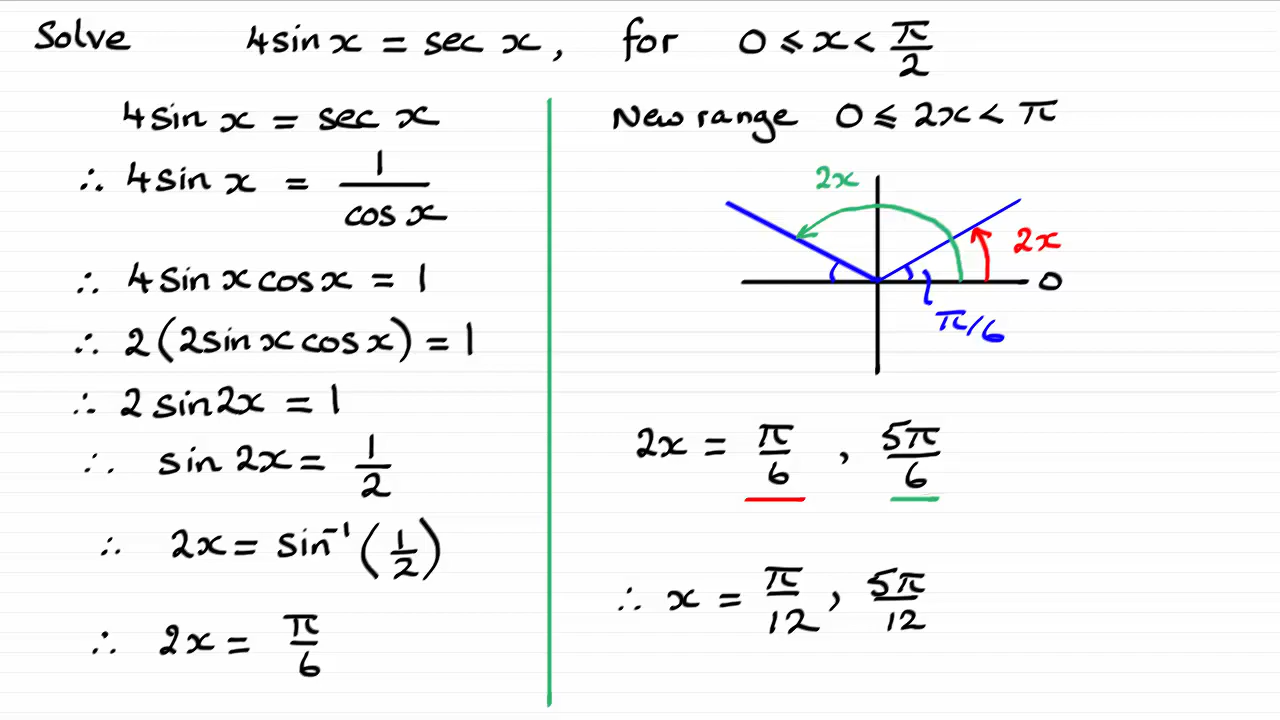 Solve 4sin x = sec x, for 0 ⩽ x < π/2
4sin x = sec x
∴ 4sin x = 1/cos x
∴ 4sin x cos x = 1
∴ 2(2sin x cos x) = 1
∴ 2 sin 2x = 1
∴ sin 2x = 1/2
∴ 2x = sin⁻¹(1/2)
∴ 2x = π/6
New range 0 ⩽ 2x < π
2x
2x
0
π/6
2x = π/6 , 5π/6
∴ x = π/12 , 5π/12